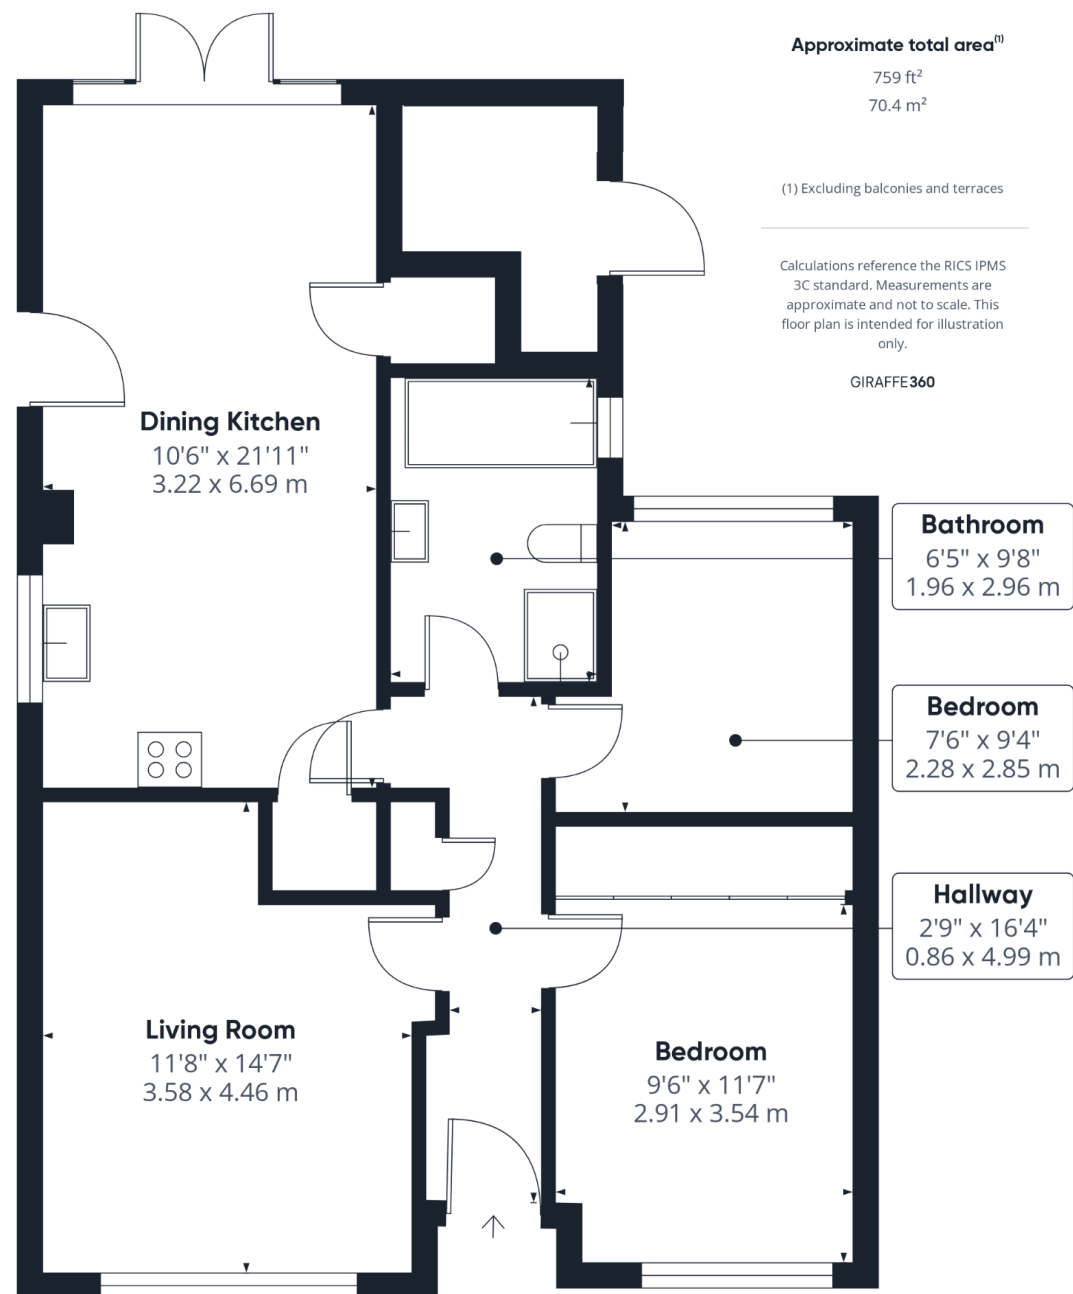 Approximate total area(1)
759 ft²
70.4 m²
(1) Excluding balconies and terraces
Calculations reference the RICS IPMS
3C standard. Measurements are
approximate and not to scale. This
floor plan is intended for illustration
only.
GIRAFFE360
Dining Kitchen
10'6" x 21'11"
3.22 x 6.69 m
Bathroom
6'5" x 9'8"
1.96 x 2.96 m
Bedroom
7'6" x 9'4"
2.28 x 2.85 m
Hallway
2'9" x 16'4"
0.86 x 4.99 m
Living Room
11'8" x 14'7"
3.58 x 4.46 m
Bedroom
9'6" x 11'7"
2.91 x 3.54 m